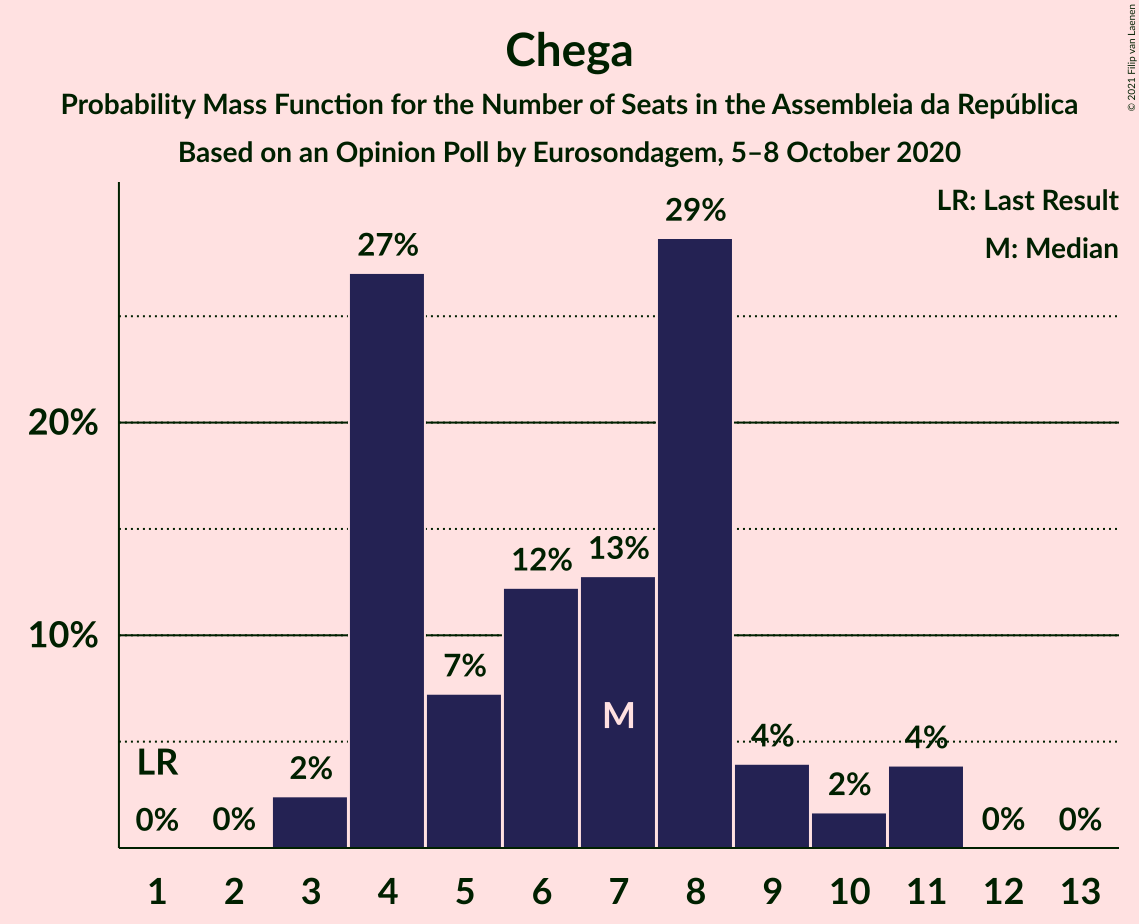 © 2021 Filip van Laenen
Chega
Probability Mass Function for the Number of Seats in the Assembleia da República
Based on an Opinion Poll by Eurosondagem, 5–8 October 2020
LR: Last Result
M: Median
29%
27%
20%
13%
12%
10%
7%
M
4%
4%
LR
2%
2%
0%
0%
0%
0%
1 2 3 4 5 6 7 8 9 10 11 12 13